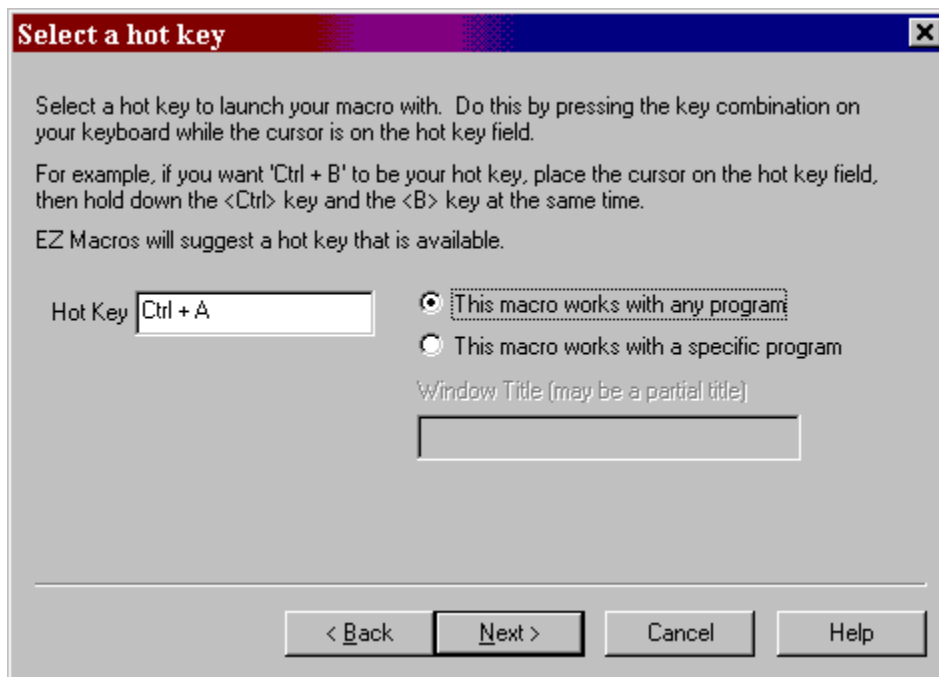 Select a hot key
Select a hot key to launch your macro with.  Do this by pressing the key combination on
your keyboard while the cursor is on the hot key field.
For example, if you want 'Ctrl + B' to be your hot key, place the cursor on the hot key field,
then hold down the <Ctrl> key and the <B> key at the same time.
EZ Macros will suggest a hot key that is available.
Hot Key Ctrl + A
This macro works with any program
This macro works with a specific program
Window Title (may be a partial title)
< Back Next > Cancel Help